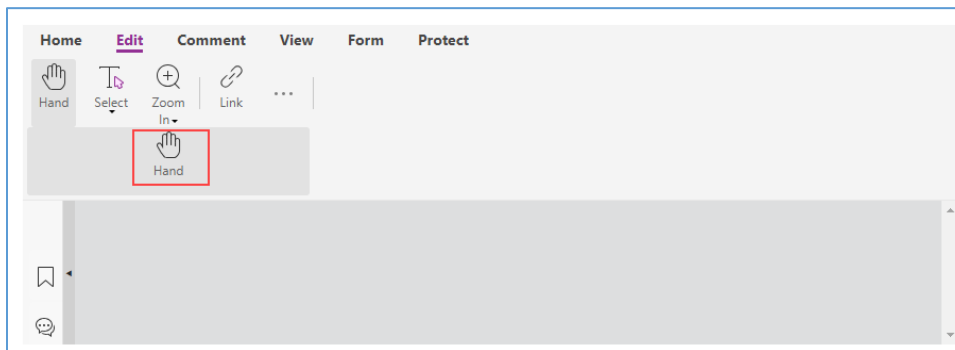 Home Edit Comment View Form Protect
Hand Select Zoom In Link ...
Hand